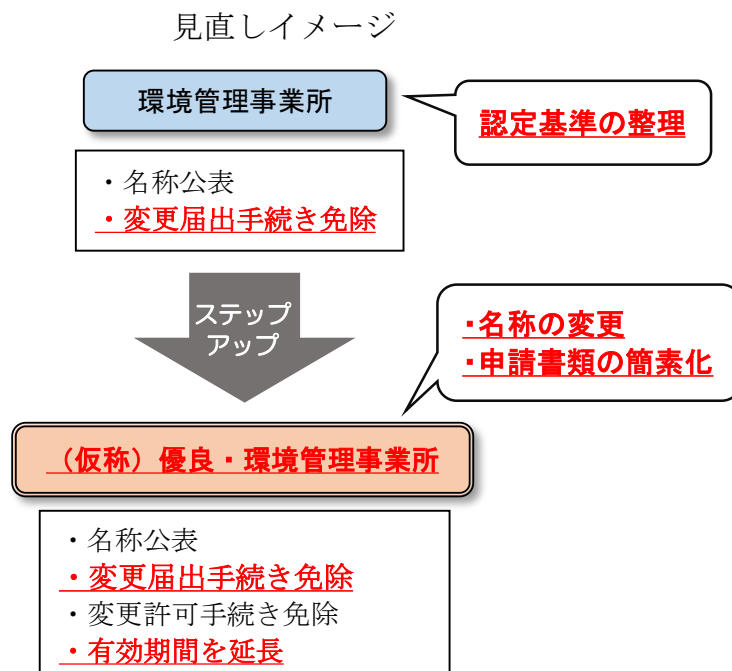 見直しイメージ
環境管理事業所
認定基準の整理
・名称公表
・変更届出手続き免除
ステップ
アップ
・名称の変更
・申請書類の簡素化
（仮称）優良・環境管理事業所
・名称公表
・変更届出手続き免除
・変更許可手続き免除
・有効期間を延長